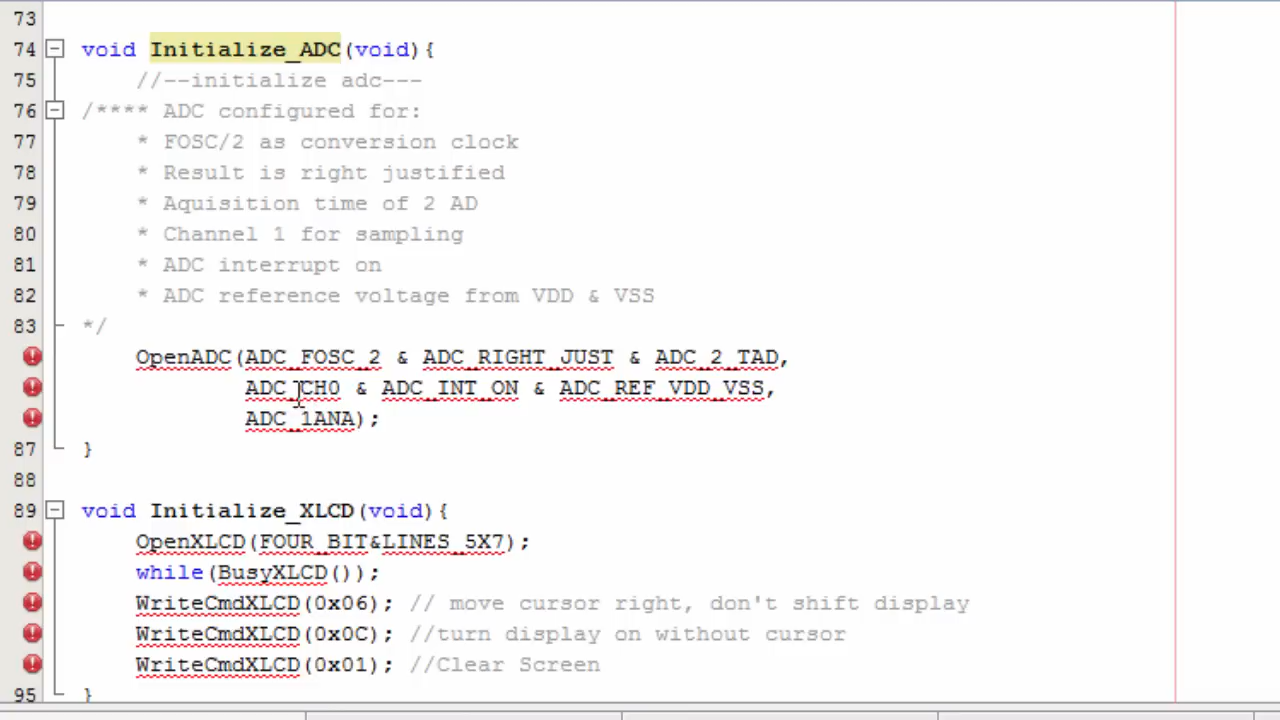 73
74 void Initialize_ADC(void){
75 //--initialize adc---
76 /**** ADC configured for:
77 * FOSC/2 as conversion clock
78 * Result is right justified
79 * Aquisition time of 2 AD
80 * Channel 1 for sampling
81 * ADC interrupt on
82 * ADC reference voltage from VDD & VSS
83 */
OpenADC(ADC_FOSC_2 & ADC_RIGHT_JUST & ADC_2_TAD,
ADC_CH0 & ADC_INT_ON & ADC_REF_VDD_VSS,
ADC_1ANA);
87 }
88
89 void Initialize_XLCD(void){
OpenXLCD(FOUR_BIT&LINES_5X7);
while(BusyXLCD());
WriteCmdXLCD(0x06); // move cursor right, don't shift display
WriteCmdXLCD(0x0C); //turn display on without cursor
WriteCmdXLCD(0x01); //Clear Screen
95 }